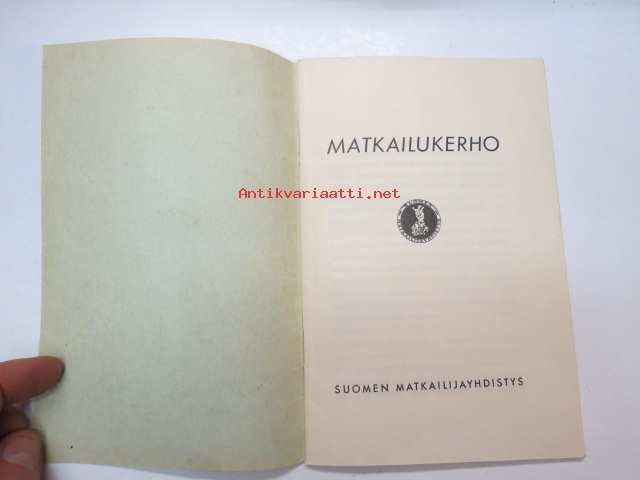 MATKAILUKERHO
Antikvariaatti.net
SUOMEN MATKAILIJAYHDISTYS